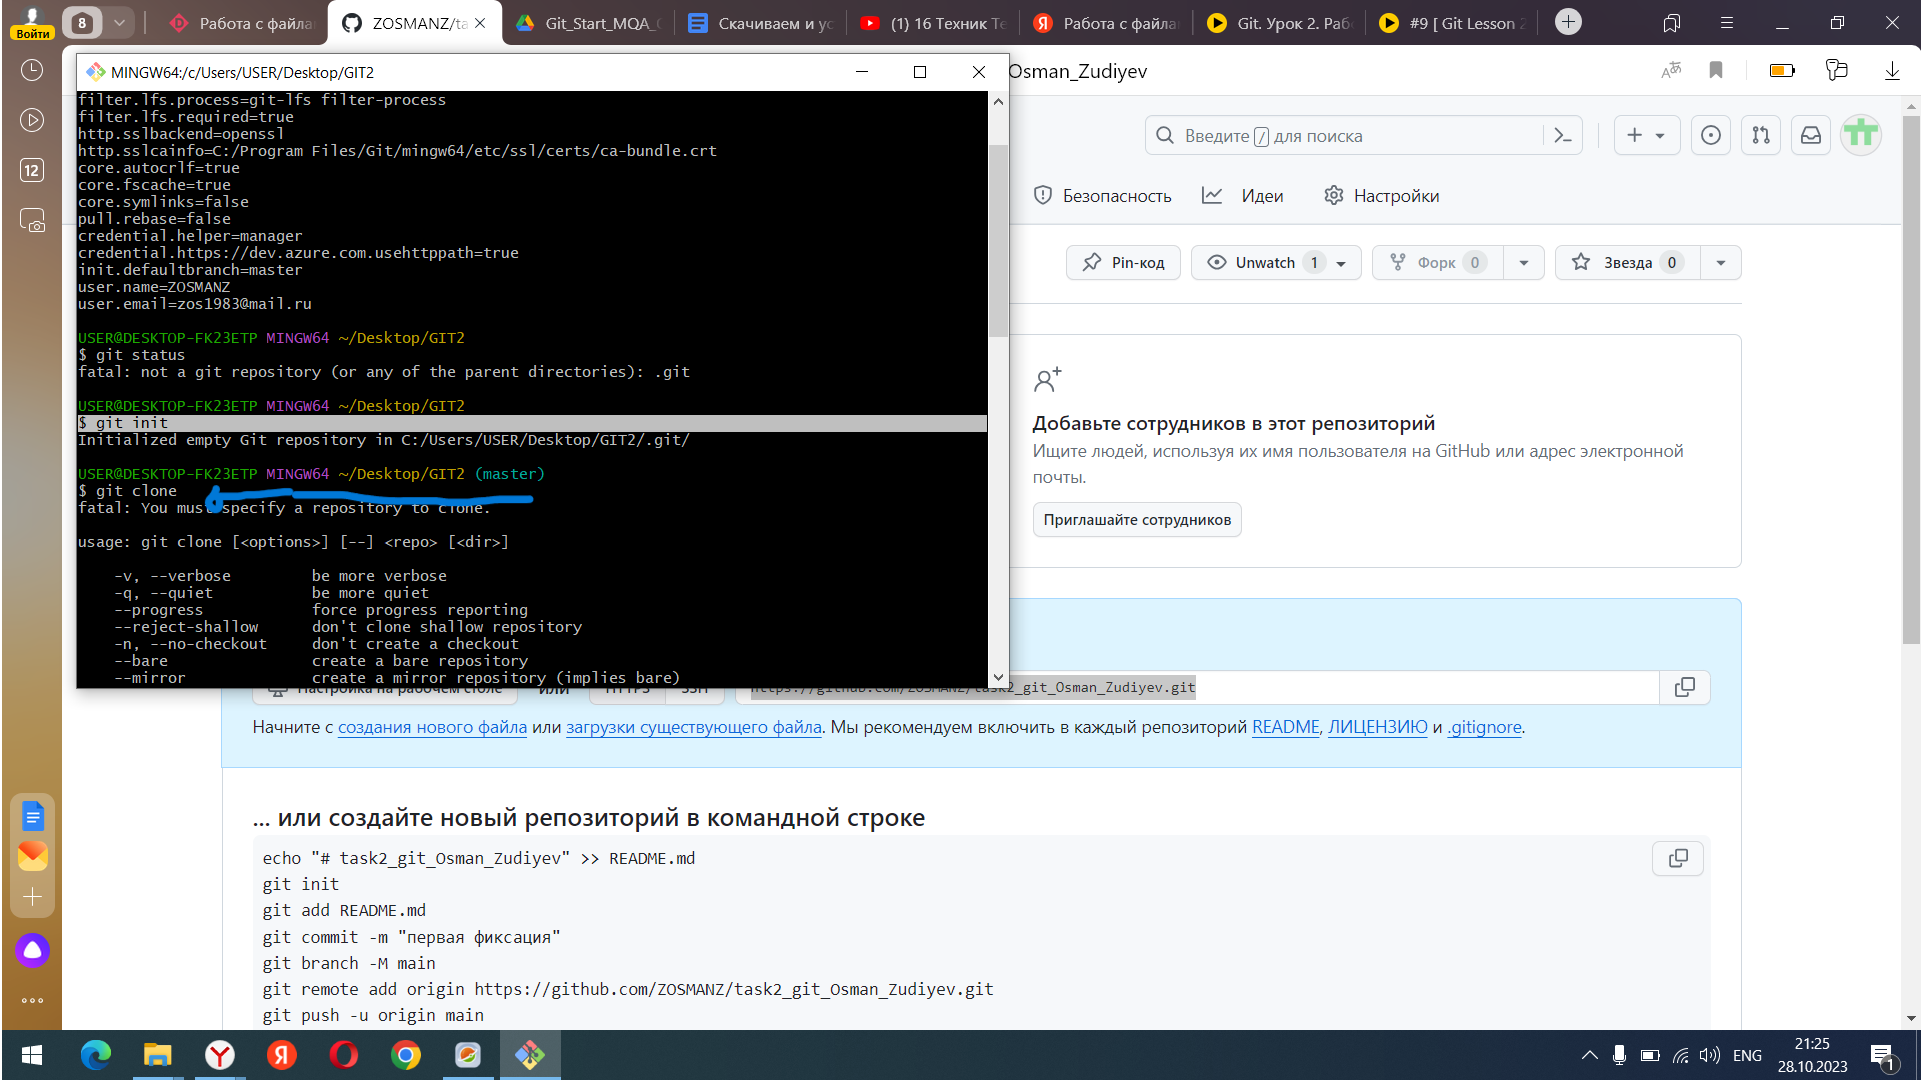 Войти
8
Работа с файла
ZOSMANZ/ta
Git_Start_MQA_
Скачиваем и ус
(1) 16 Техник Те
Работа с файла
Git. Урок 2. Раб
#9 [ Git Lesson 2
12
MINGW64:/c/Users/USER/Desktop/GIT2
Osman_Zudiyev
filter.lfs.process=git-lfs filter-process
filter.lfs.required=true
http.sslbackend=openssl
http.sslcainfo=C:/Program Files/Git/mingw64/etc/ssl/certs/ca-bundle.crt
core.autocrlf=true
core.fscache=true
core.symlinks=false
pull.rebase=false
credential.helper=manager
credential.https://dev.azure.com.usehttppath=true
init.defaultbranch=master
user.name=ZOSMANZ
user.email=zos1983@mail.ru
USER@DESKTOP-FK23ETP MINGW64 ~/Desktop/GIT2
$ git status
fatal: not a git repository (or any of the parent directories): .git
USER@DESKTOP-FK23ETP MINGW64 ~/Desktop/GIT2
$ git init
Initialized empty Git repository in C:/Users/USER/Desktop/GIT2/.git/
USER@DESKTOP-FK23ETP MINGW64 ~/Desktop/GIT2 (master)
$ git clone
fatal: You must specify a repository to clone.
usage: git clone [<options>] [--] <repo> [<dir>]
-v, --verbose be more verbose
-q, --quiet be more quiet
--progress force progress reporting
--reject-shallow don't clone shallow repository
-n, --no-checkout don't create a checkout
--bare create a bare repository
--mirror create a mirror repository (implies bare)
Введите / для поиска
Безопасность
Идеи
Настройки
Pin-код
Unwatch 1
Форк 0
Звезда 0
Добавьте сотрудников в этот репозиторий
Ищите людей, используя их имя пользователя на GitHub или адрес электронной
почты.
Приглашайте сотрудников
Настройка на рабочем столе или HTTPS SSH https://github.com/ZOSMANZ/task2_git_Osman_Zudiyev.git
Начните с создания нового файла или загрузки существующего файла. Мы рекомендуем включить в каждый репозиторий README, ЛИЦЕНЗИЮ и .gitignore.
... или создайте новый репозиторий в командной строке
echo "# task2_git_Osman_Zudiyev" >> README.md
git init
git add README.md
git commit -m "первая фиксация"
git branch -M main
git remote add origin https://github.com/ZOSMANZ/task2_git_Osman_Zudiyev.git
git push -u origin main
ENG
21:25
28.10.2023
1